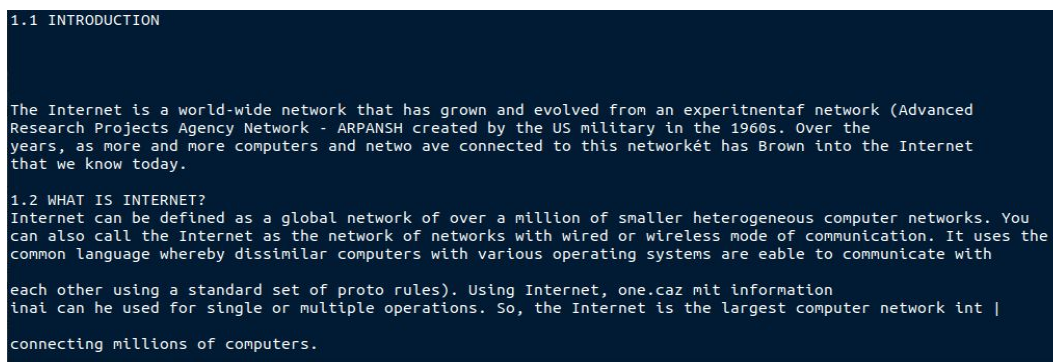 1.1 INTRODUCTION
The Internet is a world-wide network that has grown and evolved from an experitnentaf network (Advanced
Research Projects Agency Network - ARPANSH created by the US military in the 1960s. Over the
years, as more and more computers and netwo ave connected to this networkét has Brown into the Internet
that we know today.
1.2 WHAT IS INTERNET?
Internet can be defined as a global network of over a million of smaller heterogeneous computer networks. You
can also call the Internet as the network of networks with wired or wireless mode of communication. It uses the
common language whereby dissimilar computers with various operating systems are eable to communicate with
each other using a standard set of proto rules). Using Internet, one.caz mit information
inai can he used for single or multiple operations. So, the Internet is the largest computer network int |
connecting millions of computers.